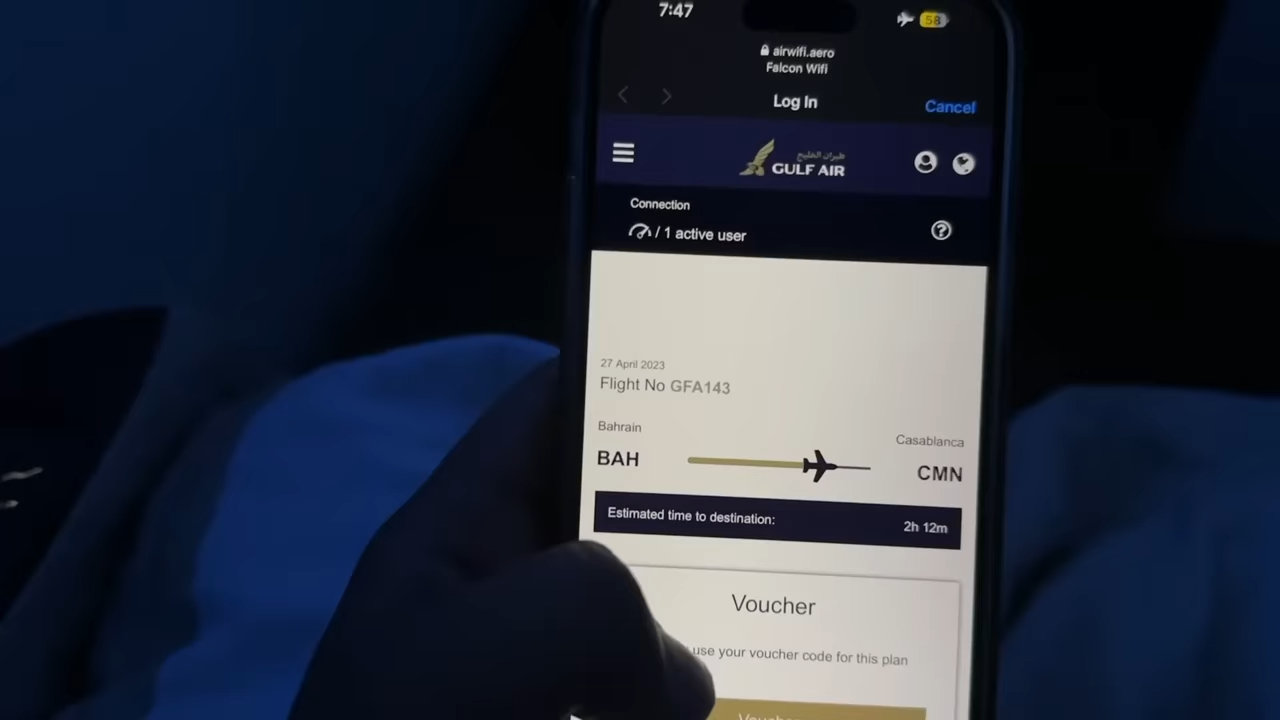 7:47
58
airwifi.aero
Falcon Wifi
Log In
Cancel
طيران الخليج
GULF AIR
Connection
/ 1 active user
?
27 April 2023
Flight No GFA143
Bahrain
Casablanca
BAH
CMN
Estimated time to destination:
2h 12m
Voucher
use your voucher code for this plan
Voucher